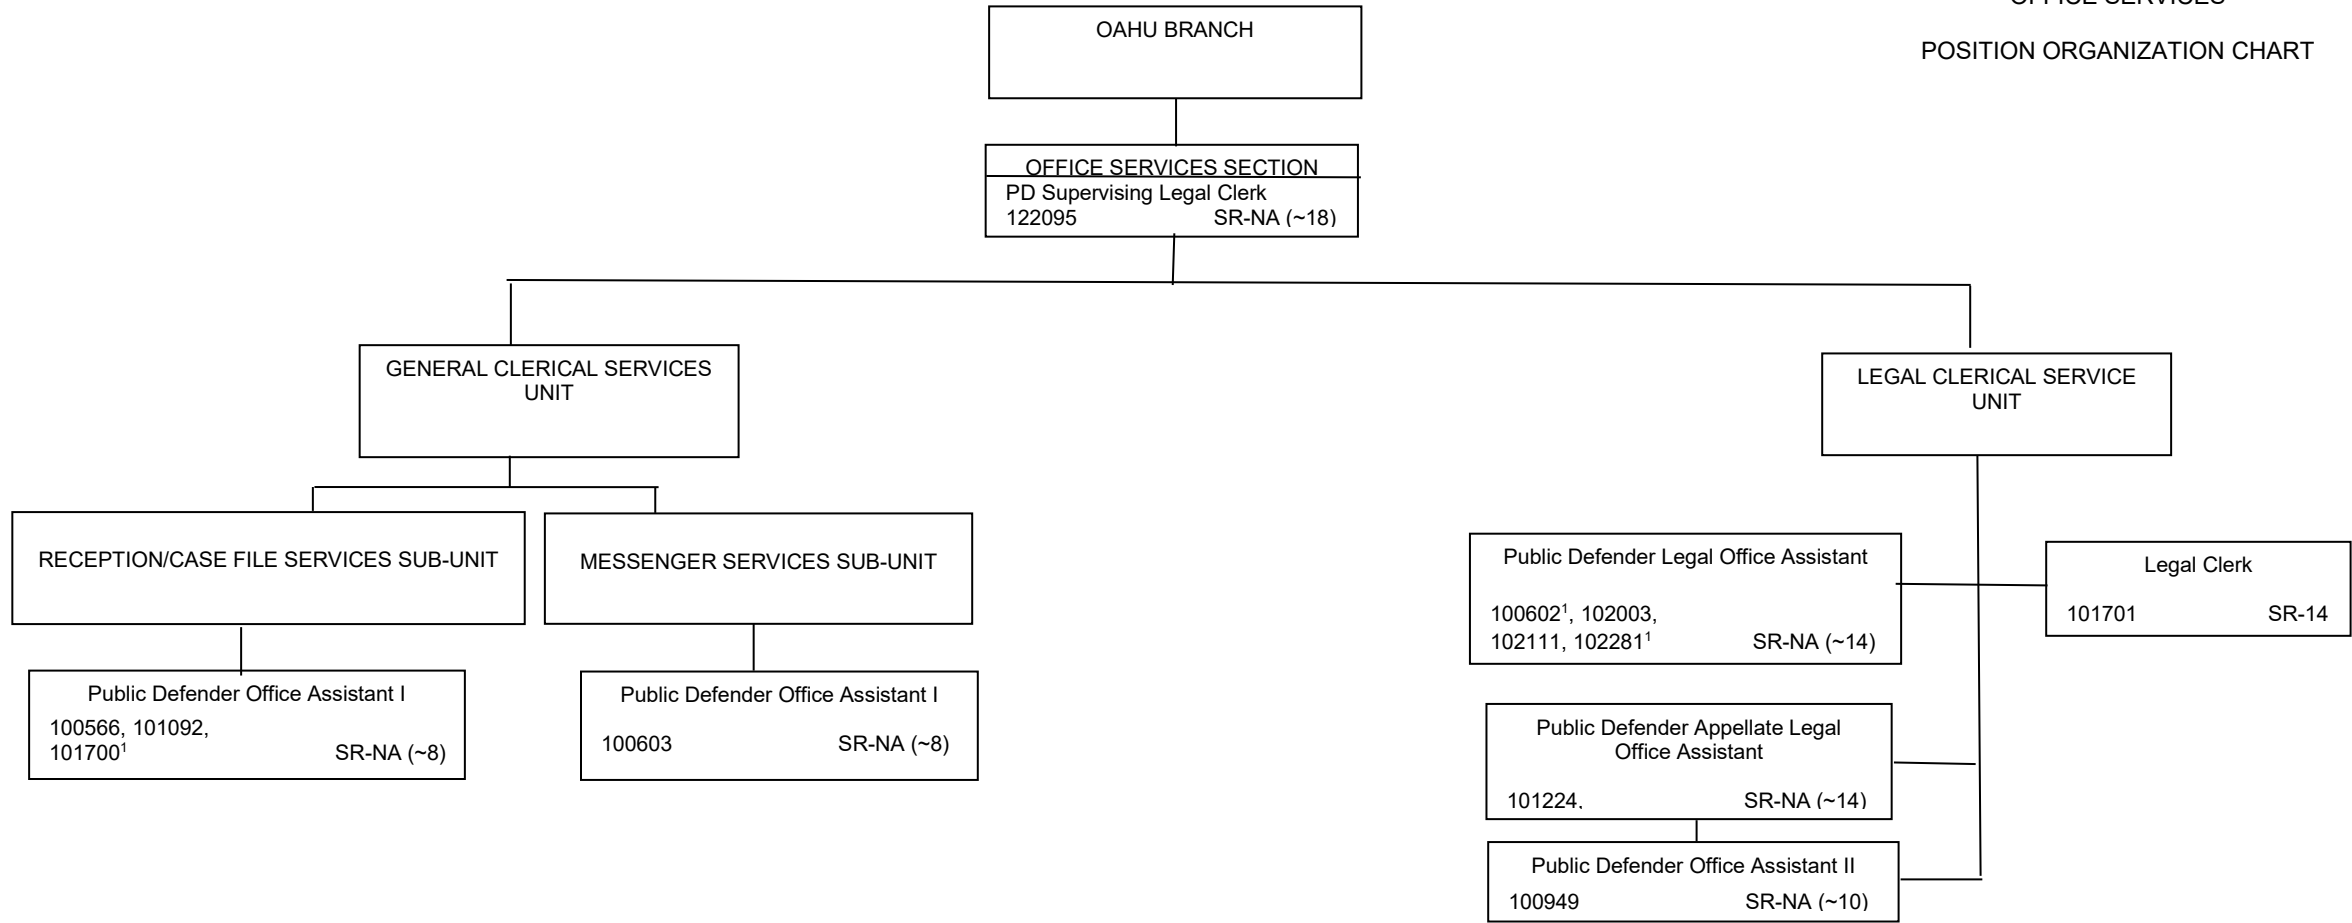 OFFICE SERVICES
POSITION ORGANIZATION CHART
OAHU BRANCH
OFFICE SERVICES SECTION
PD Supervising Legal Clerk
122095 SR-NA (~18)
GENERAL CLERICAL SERVICES
UNIT
LEGAL CLERICAL SERVICE
UNIT
RECEPTION/CASE FILE SERVICES SUB-UNIT
MESSENGER SERVICES SUB-UNIT
Public Defender Office Assistant I
100566, 101092,
101700¹ SR-NA (~8)
Public Defender Office Assistant I
100603 SR-NA (~8)
Public Defender Legal Office Assistant
100602¹, 102003,
102111, 102281¹ SR-NA (~14)
Legal Clerk
101701 SR-14
Public Defender Appellate Legal
Office Assistant
101224, SR-NA (~14)
Public Defender Office Assistant II
100949 SR-NA (~10)